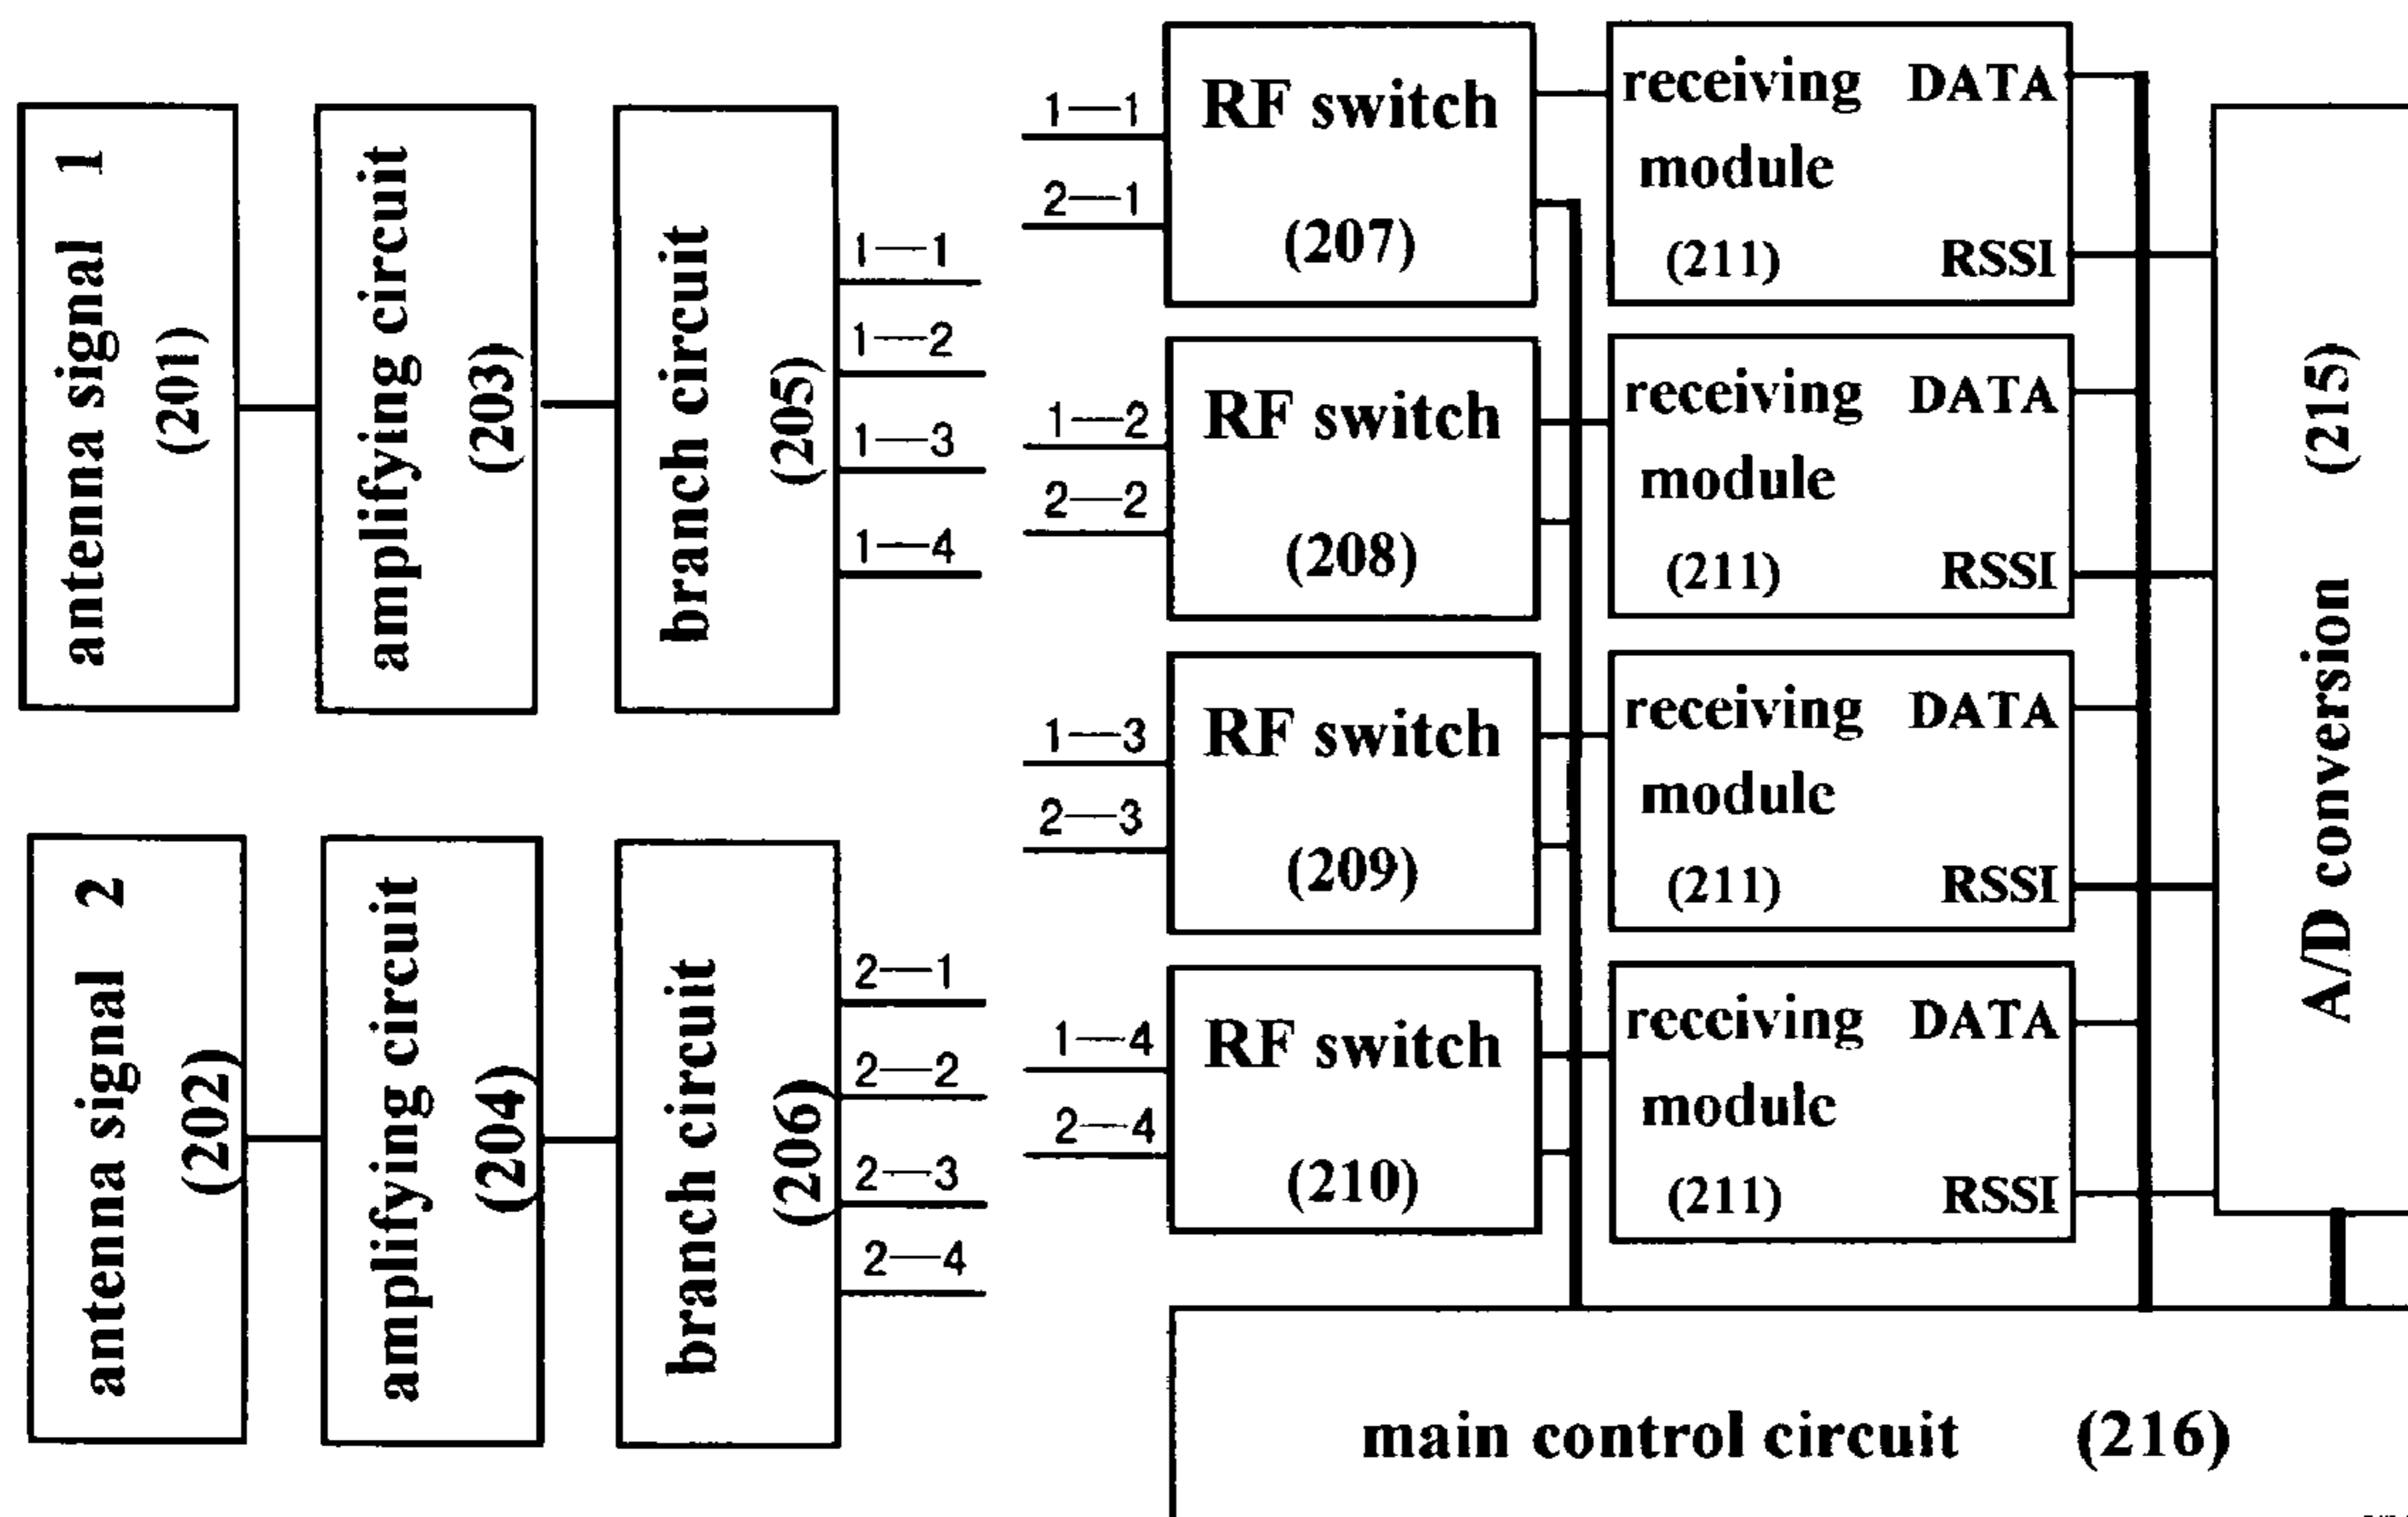 antenna signal 1
(201)
amplifying circuit
(203)
branch circuit
(205)
1—1
1—2
1—3
1—4
antenna signal 2
(202)
amplifying circuit
(204)
branch circuit
(206)
2—1
2—2
2—3
2—4
1—1
2—1
RF switch
(207)
receiving DATA
module
(211) RSSI
1—2
2—2
RF switch
(208)
receiving DATA
module
(211) RSSI
1—3
2—3
RF switch
(209)
receiving DATA
module
(211) RSSI
1—4
2—4
RF switch
(210)
receiving DATA
module
(211) RSSI
A/D conversion (215)
main control circuit (216)